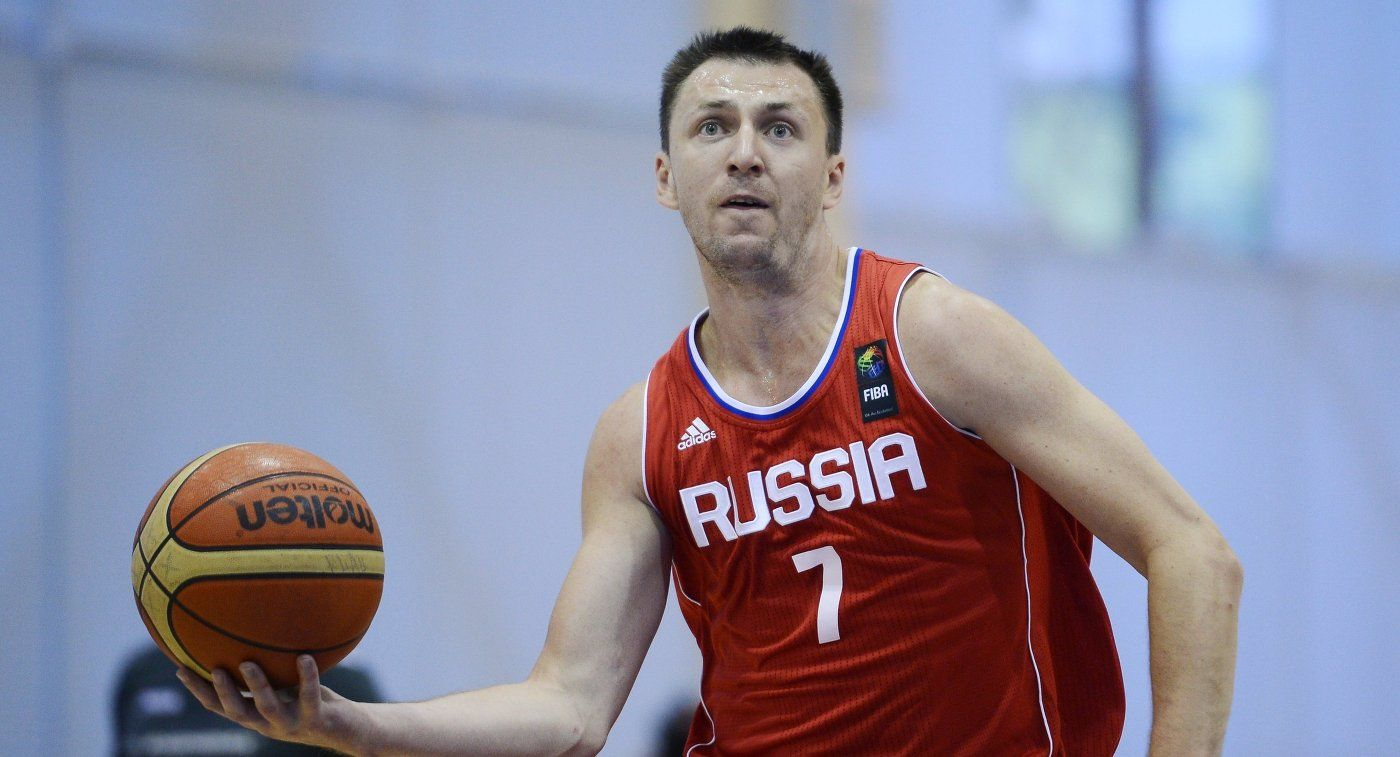 molten
OFFICIAL
adidas
FIBA
RUSSIA
7